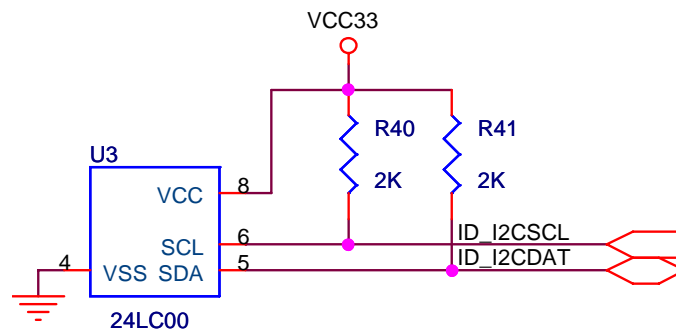 VCC33
R40
R41
2K
2K
U3
VCC
8
SCL
6
ID_I2CSCL
4
VSS
SDA
5
ID_I2CDAT
24LC00